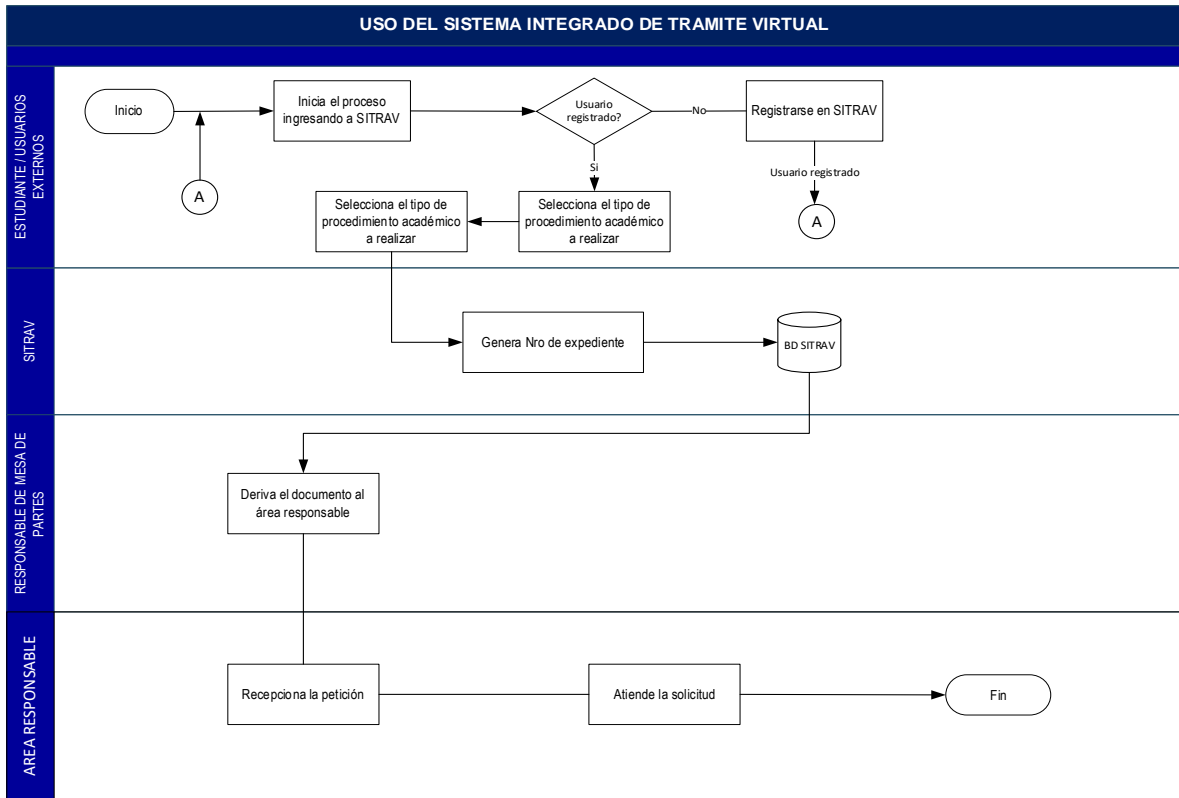 USO DEL SISTEMA INTEGRADO DE TRAMITE VIRTUAL
ESTUDIANTE / USUARIOS
EXTERNOS
Inicio
Inicia el proceso
ingresando a SITRAV
Usuario
registrado?
No
Registrarse en SITRAV
Si
Usuario registrado
A
A
Selecciona el tipo de
procedimiento académico
a realizar
Selecciona el tipo de
procedimiento académico
a realizar
SITRAV
Genera Nro de expediente
BD SITRAV
RESPONSABLE DE MESA DE
PARTES
Deriva el documento al
área responsable
AREA RESPONSABLE
Recepciona la petición
Atiende la solicitud
Fin